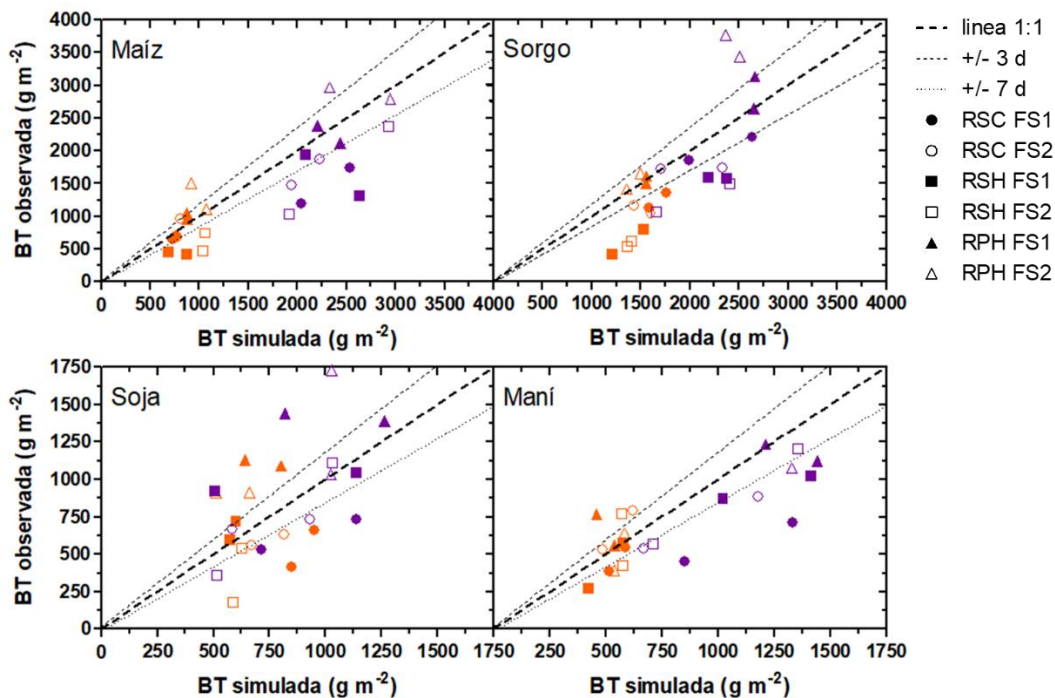 4000
3500
3000
2500
2000
1500
1000
500
0
Maíz
BT observada (g m⁻²)
0 500 1000 1500 2000 2500 3000 3500 4000
BT simulada (g m⁻²)
Sorgo
500 1000 1500 2000 2500 3000 3500 4000
BT simulada (g m⁻²)
linea 1:1
+/- 3 d
+/- 7 d
RSC FS1
RSC FS2
RSH FS1
RSH FS2
RPH FS1
RPH FS2
1750
1500
1250
1000
750
500
250
0
Soja
BT observada (g m⁻²)
0 250 500 750 1000 1250 1500
BT simulada (g m⁻²)
Maní
250 500 750 1000 1250 1500 1750
BT simulada (g m⁻²)